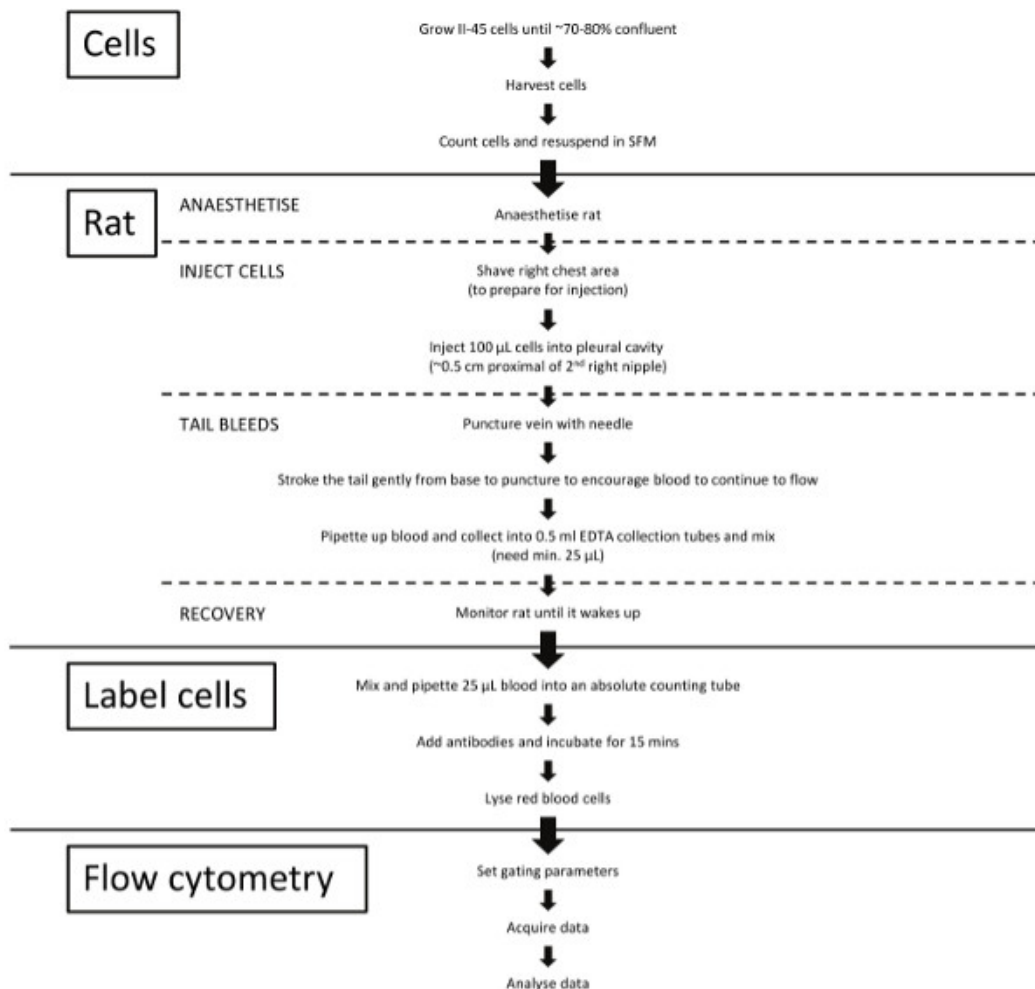 Cells
Grow II-45 cells until ~70-80% confluent
Harvest cells
Count cells and resuspend in SFM
Rat
ANAESTHETISE
Anaesthetise rat
INJECT CELLS
Shave right chest area
(to prepare for injection)
Inject 100 µL cells into pleural cavity
(~0.5 cm proximal of 2nd right nipple)
TAIL BLEEDS
Puncture vein with needle
Stroke the tail gently from base to puncture to encourage blood to continue to flow
Pipette up blood and collect into 0.5 ml EDTA collection tubes and mix
(need min. 25 µL)
RECOVERY
Monitor rat until it wakes up
Label cells
Mix and pipette 25 µL blood into an absolute counting tube
Add antibodies and incubate for 15 mins
Lyse red blood cells
Flow cytometry
Set gating parameters
Acquire data
Analyse data